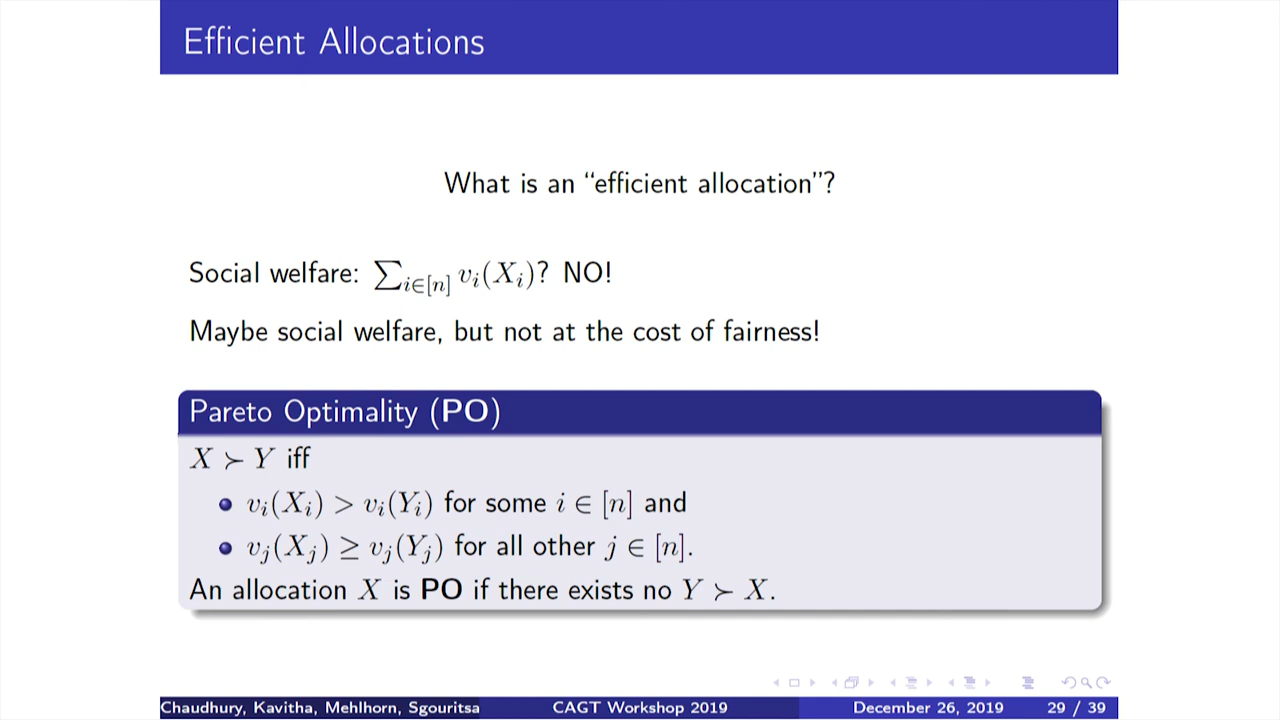 Efficient Allocations
What is an “efficient allocation”?
Social welfare: ∑_{i∈[n]} v_i(X_i)? NO!
Maybe social welfare, but not at the cost of fairness!
Pareto Optimality (PO)
X ≻ Y iff
v_i(X_i) > v_i(Y_i) for some i ∈ [n] and
v_j(X_j) ≥ v_j(Y_j) for all other j ∈ [n].
An allocation X is PO if there exists no Y ≻ X.
Chaudhury, Kavitha, Mehlhorn, Sgouritsa CAGT Workshop 2019 December 26, 2019 29 / 39